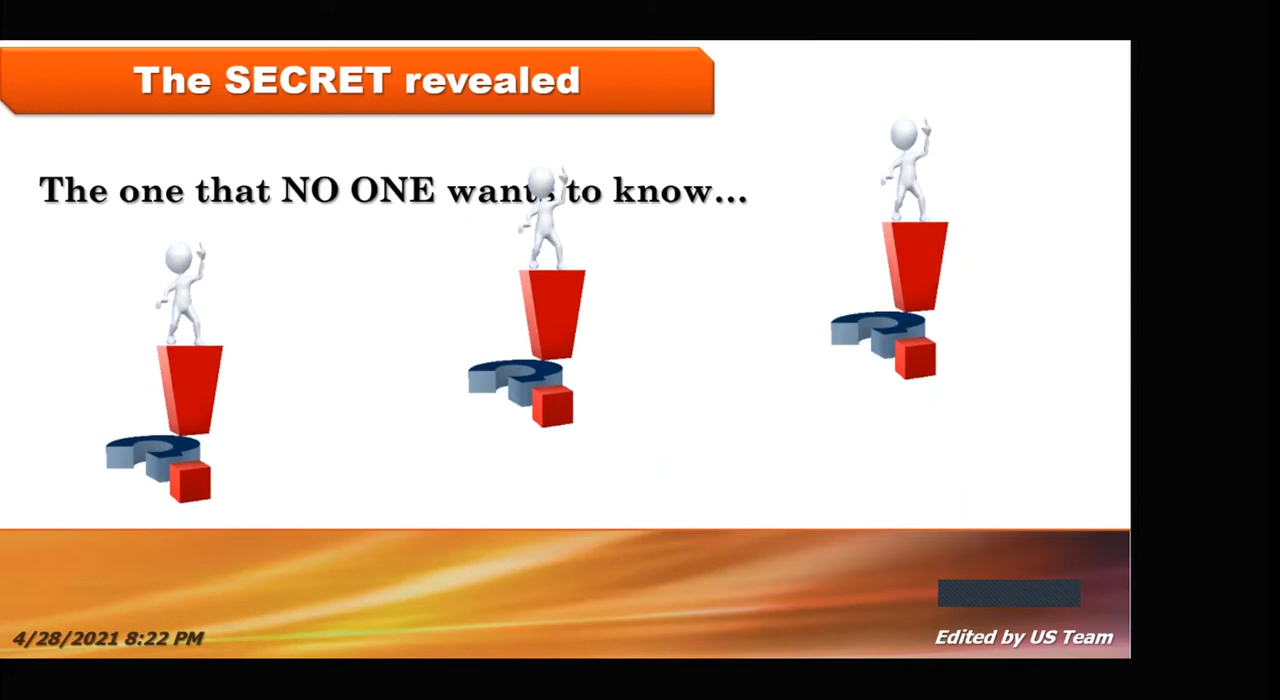 The SECRET revealed
The one that NO ONE wants to know...
4/28/2021 8:22 PM
Edited by US Team